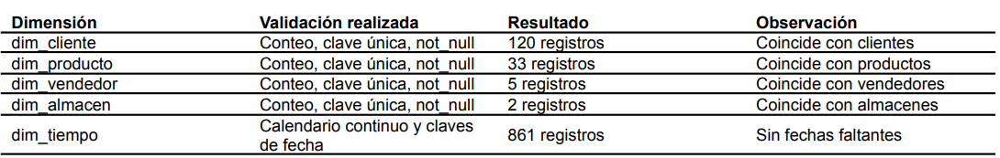 Dimensión Validación realizada Resultado Observación
dim_cliente Conteo, clave única, not_null 120 registros Coincide con clientes
dim_producto Conteo, clave única, not_null 33 registros Coincide con productos
dim_vendedor Conteo, clave única, not_null 5 registros Coincide con vendedores
dim_almacen Conteo, clave única, not_null 2 registros Coincide con almacenes
dim_tiempo Calendario continuo y claves de fecha 861 registros Sin fechas faltantes